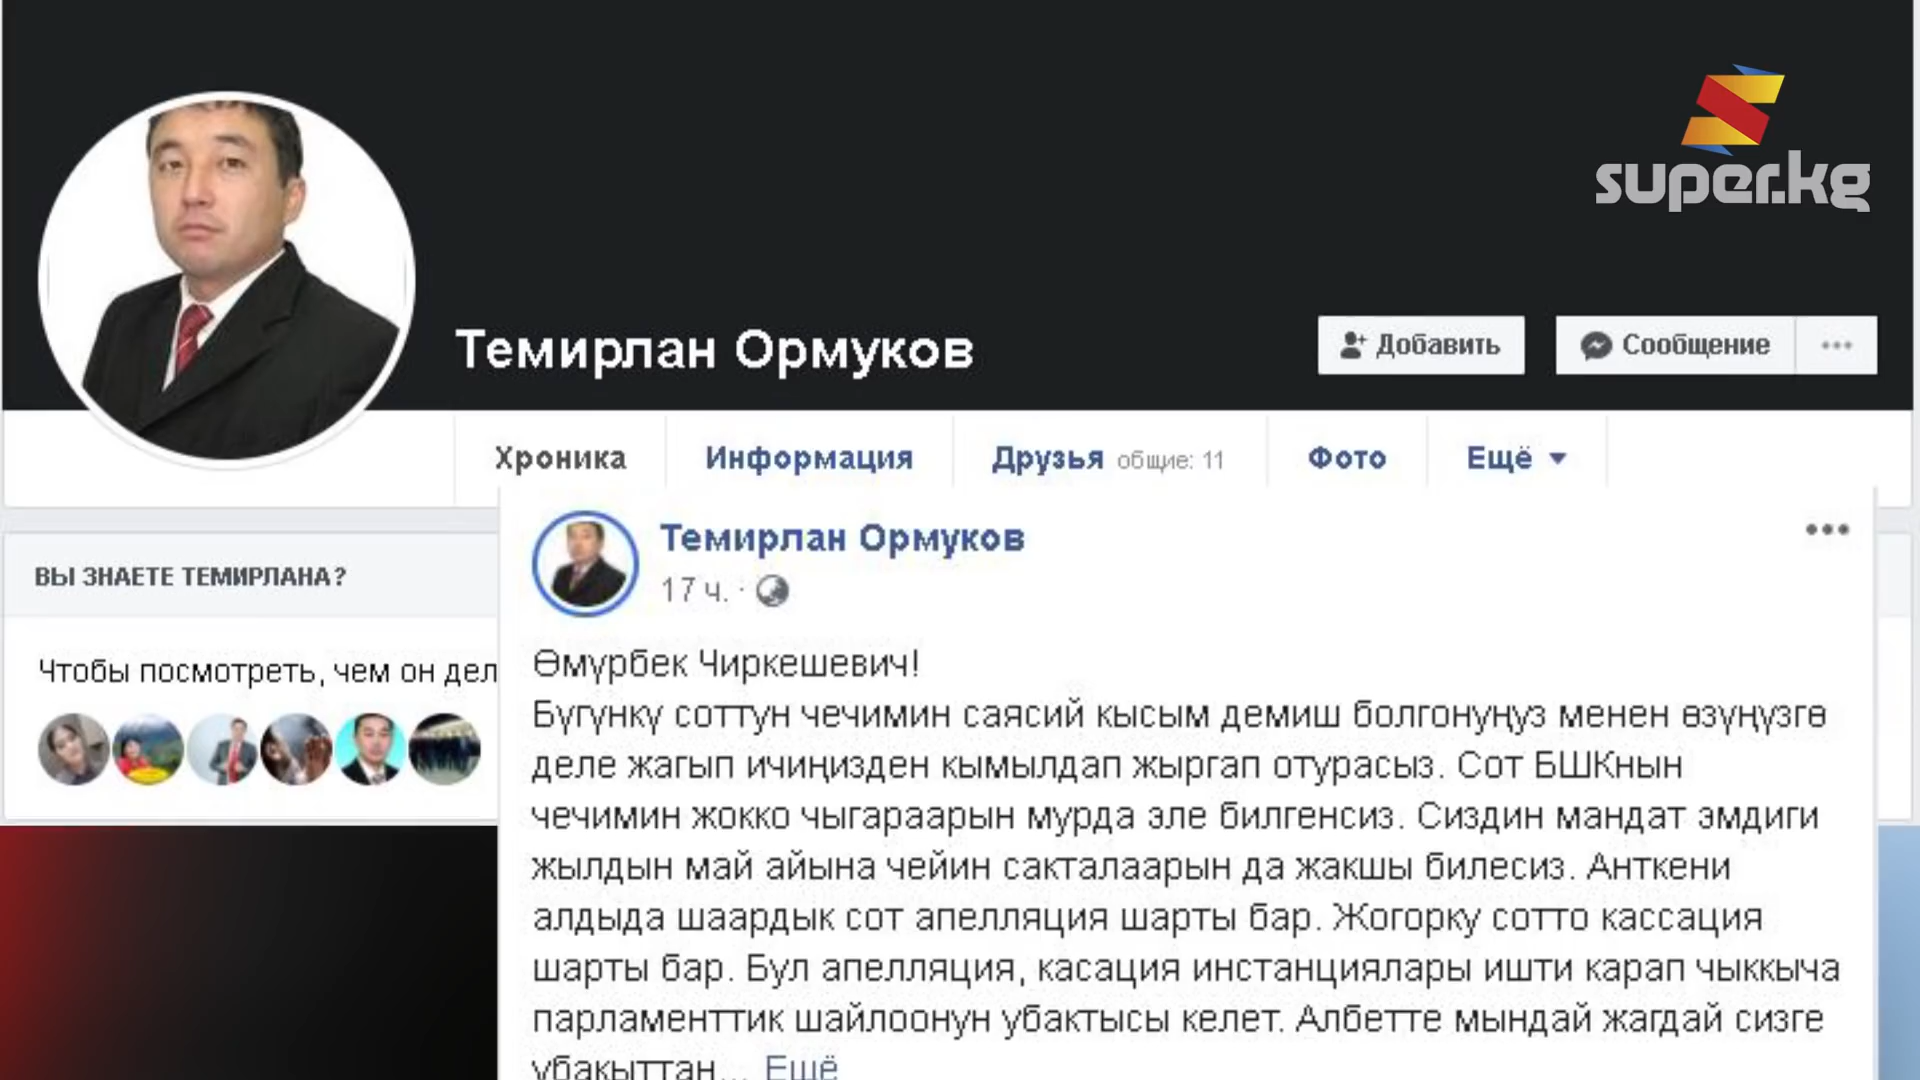 super.kg
Темирлан Ормуков
Добавить
Сообщение
Хроника
Информация
Друзья общие: 11
Фото
Ещё
ВЫ ЗНАЕТЕ ТЕМИРЛАНА?
Чтобы посмотреть, чем он дел
Темирлан Ормуков
17 ч. ·
Өмүрбек Чиркешевич!
Бүгүнкү соттун чечимин саясий кысым демиш болгонуңуз менен өзүңүзгө
деле жагып ичиңизден кымылдап жыргап отурасыз. Сот БШКнын
чечимин жокко чыгараарын мурда эле билгенсиз. Сиздин мандат эмдиги
жылдын май айына чейин сакталаарын да жакшы билесиз. Анткени
алдыда шаардык сот апелляция шарты бар. Жогорку сотто кассация
шарты бар. Бул апелляция, касация инстанциялары ишти карап чыккыча
парламенттик шайлоонун убактысы келет. Албетте мындай жагдай сизге
убакыттан... Ещё